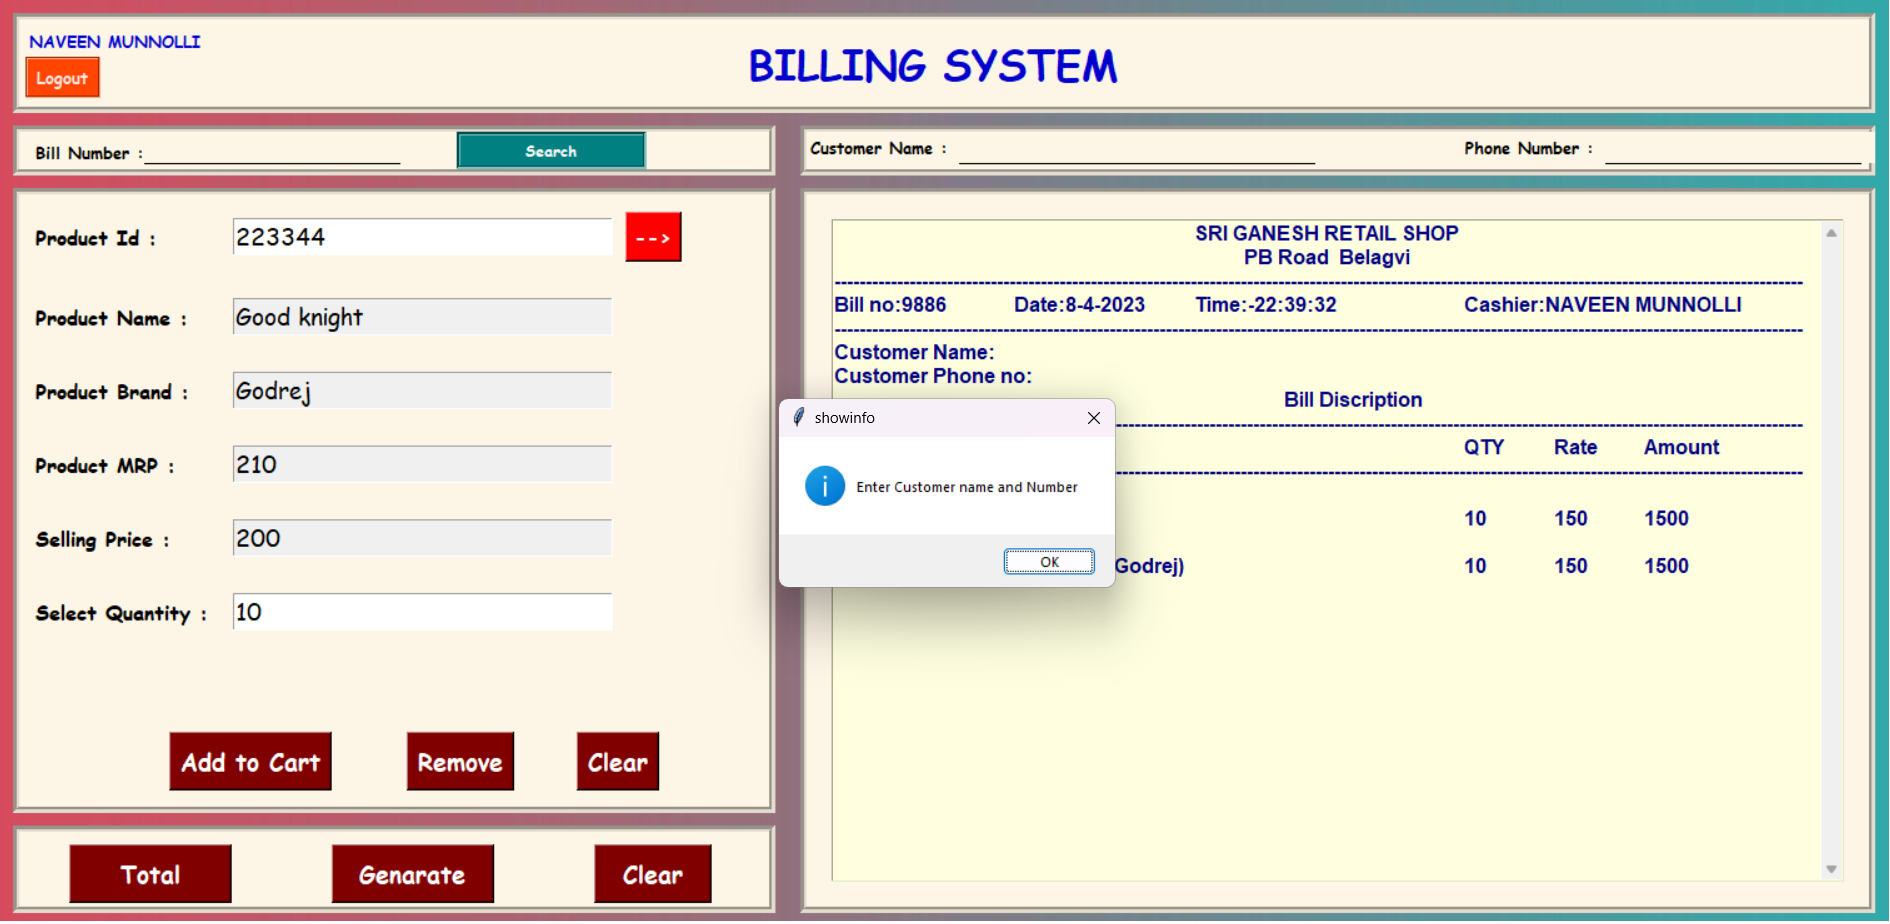 NAVEEN MUNNOLLI
Logout
BILLING SYSTEM
Bill Number :
Search
Customer Name :
Phone Number :
Product Id :
223344
-->
Product Name :
Good knight
Product Brand :
Godrej
Product MRP :
210
Selling Price :
200
Select Quantity :
10
Add to Cart
Remove
Clear
Total
Genarate
Clear
SRI GANESH RETAIL SHOP
PB Road Belagvi
--------------------------------------------------
Bill no:9886 Date:8-4-2023 Time:-22:39:32 Cashier:NAVEEN MUNNOLLI
--------------------------------------------------
Customer Name:
Customer Phone no:
Bill Discription
--------------------------------------------------
QTY Rate Amount
--------------------------------------------------
10 150 1500
Godrej) 10 150 1500
showinfo
Enter Customer name and Number
OK